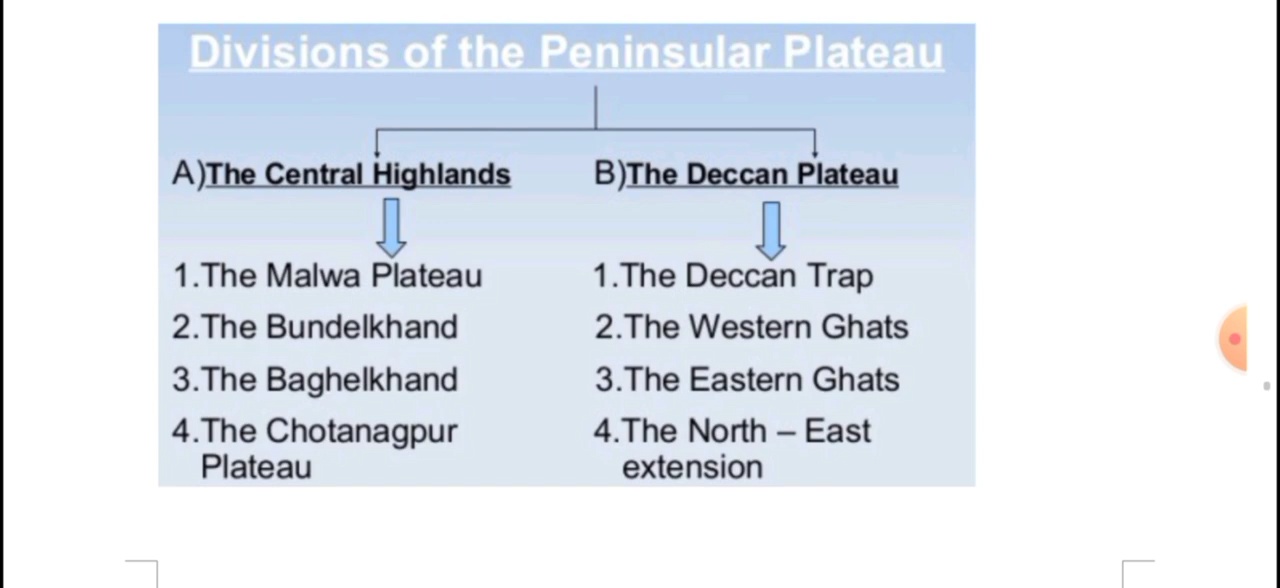 Divisions of the Peninsular Plateau
A)The Central Highlands
1.The Malwa Plateau
2.The Bundelkhand
3.The Baghelkhand
4.The Chotanagpur
Plateau
B)The Deccan Plateau
1.The Deccan Trap
2.The Western Ghats
3.The Eastern Ghats
4.The North – East
extension